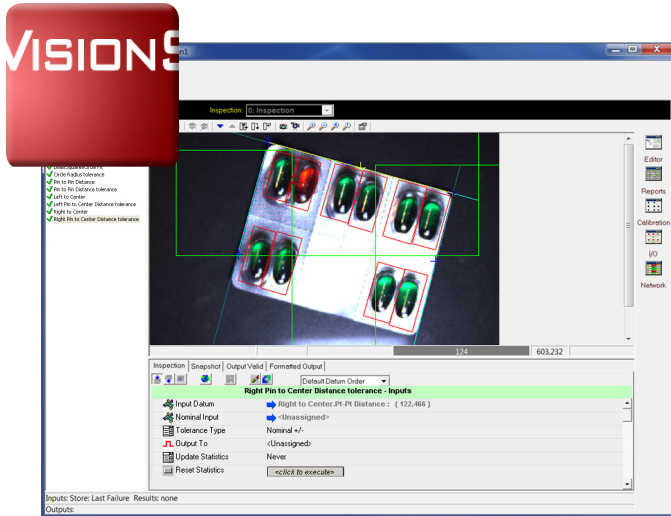 VISIONS
n1
Inspection: 0: Inspection
Circle Radius tolerance
Pin to Pin Distance
Pin to Pin Distance tolerance
Left to Center
Left Pin to Center Distance tolerance
Right to Center
Right Pin to Center Distance tolerance
Editor
Reports
Calibration
I/O
Network
124 603,232
Inspection Snapshot Output Valid Formatted Output
Default Datum Order
Right Pin to Center Distance tolerance - Inputs
Input Datum Right to Center.Pt-Pt Distance : ( 122.466 )
Nominal Input <Unassigned>
Tolerance Type Nominal +/-
Output To <Unassigned>
Update Statistics Never
Reset Statistics <click to execute>
Inputs: Store: Last Failure Results: none
Outputs: